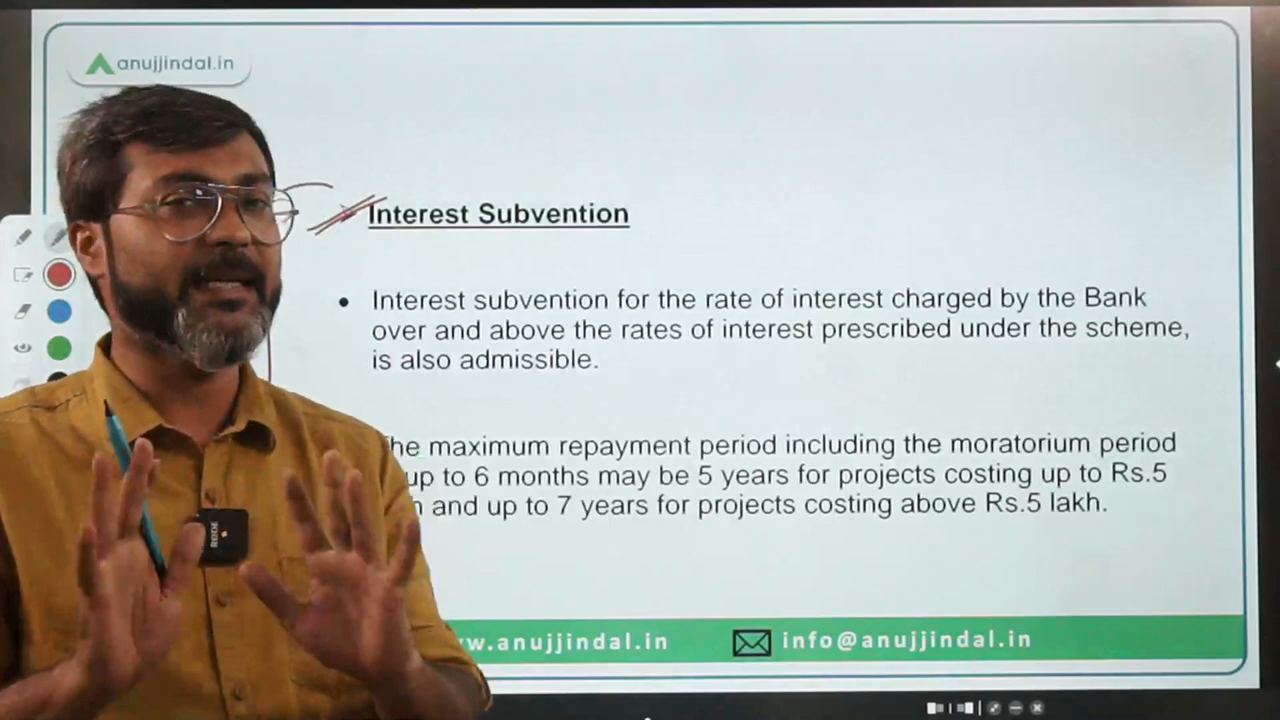 anujjindal.in
Interest Subvention
• Interest subvention for the rate of interest charged by the Bank
over and above the rates of interest prescribed under the scheme,
is also admissible.
he maximum repayment period including the moratorium period
up to 6 months may be 5 years for projects costing up to Rs.5
and up to 7 years for projects costing above Rs.5 lakh.
w.anujjindal.in info@anujjindal.in
RODE